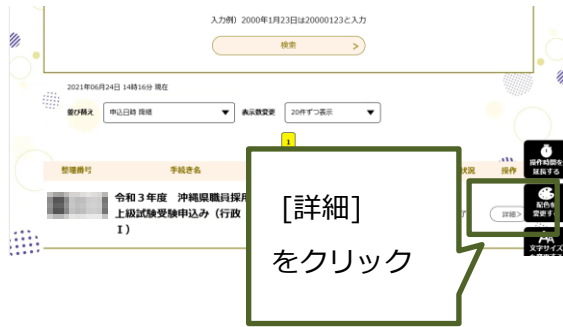 入力例）2000年1月23日は20000123と入力
検索 >
2021年06月24日 14時16分 現在
並び替え 申込日時 降順 ▼ 表示数変更 20件ずつ表示 ▼
1
整理番号 手続き名 状況 操作
令和３年度 沖縄県職員採用
上級試験受験申込み（行政
Ⅰ）
詳細>
[詳細]
をクリック
操作時間を
延長する
配色を
変更する
文字サイズ